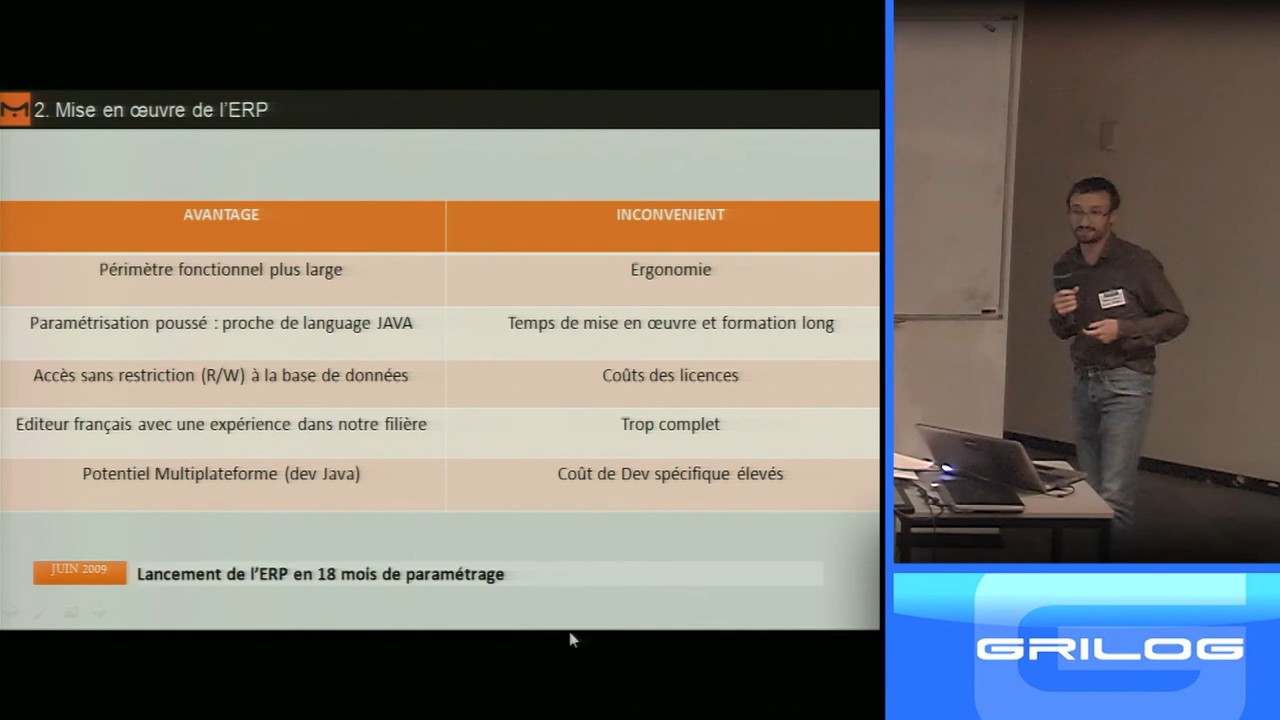 2. Mise en œuvre de l'ERP
AVANTAGE INCONVENIENT
Périmètre fonctionnel plus large Ergonomie
Paramétrisation poussé : proche de language JAVA Temps de mise en œuvre et formation long
Accès sans restriction (R/W) à la base de données Coûts des licences
Editeur français avec une expérience dans notre filière Trop complet
Potentiel Multiplateforme (dev Java) Coût de Dev spécifique élevés
JUIN 2009 Lancement de l'ERP en 18 mois de paramétrage
GRILOG